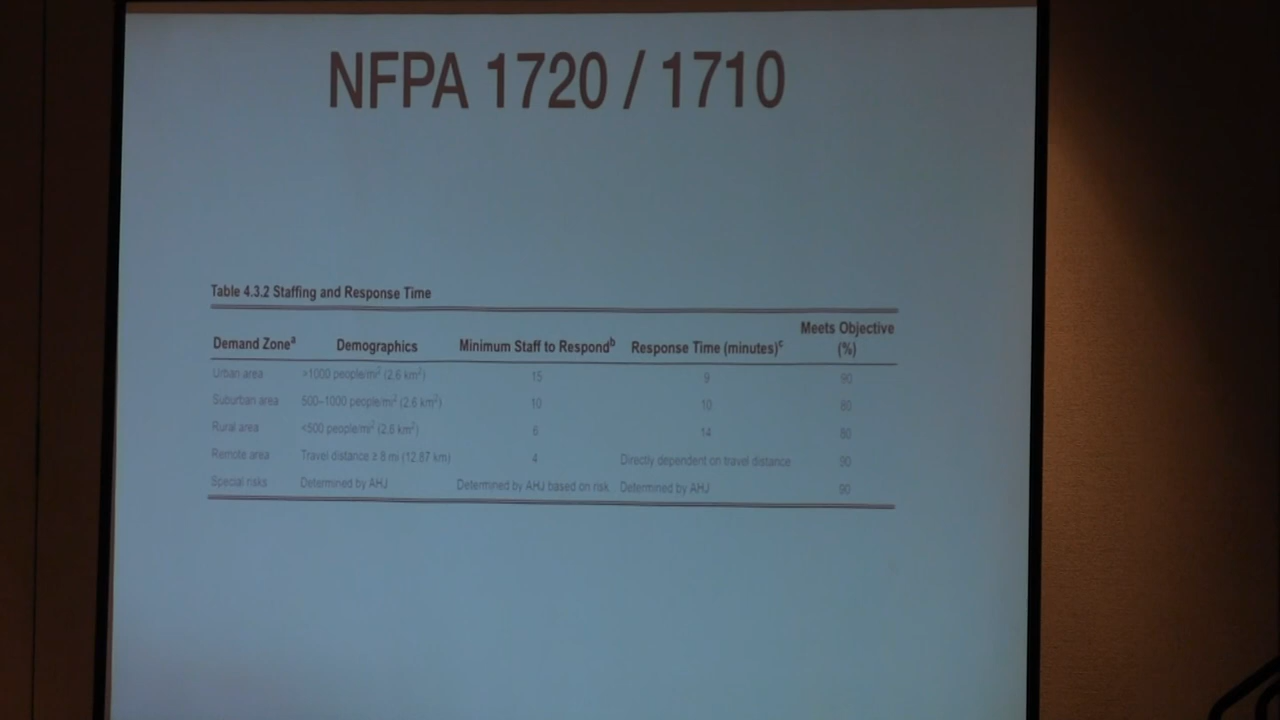 NFPA 1720 / 1710
Table 4.3.2 Staffing and Response Time
Demand Zoneᵃ Demographics Minimum Staff to Respondᵇ Response Time (minutes)ᶜ Meets Objective (%)
Urban area >1000 people/mi² (2.6 km²) 15 9 90
Suburban area 500–1000 people/mi² (2.6 km²) 10 10 80
Rural area <500 people/mi² (2.6 km²) 6 14 80
Remote area Travel distance ≥ 8 mi (12.87 km) 4 Directly dependent on travel distance 90
Special risks Determined by AHJ Determined by AHJ based on risk Determined by AHJ 90